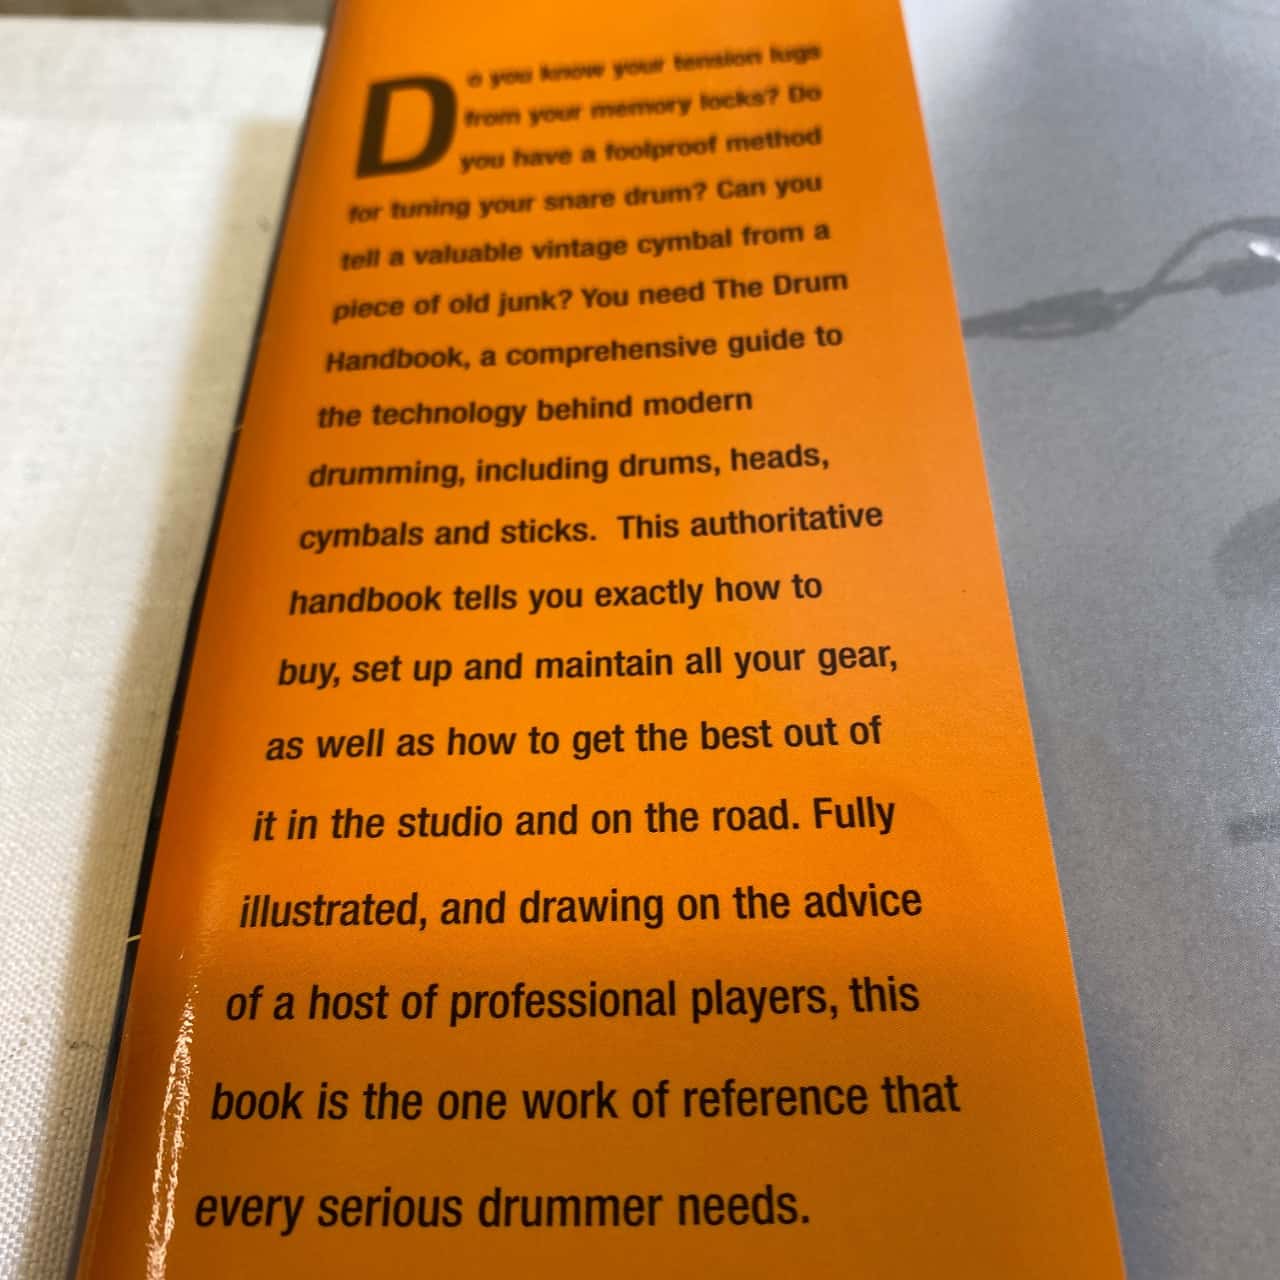 Do you know your tension lugs
from your memory locks? Do
you have a foolproof method
for tuning your snare drum? Can you
tell a valuable vintage cymbal from a
piece of old junk? You need The Drum
Handbook, a comprehensive guide to
the technology behind modern
drumming, including drums, heads,
cymbals and sticks.  This authoritative
handbook tells you exactly how to
buy, set up and maintain all your gear,
as well as how to get the best out of
it in the studio and on the road. Fully
illustrated, and drawing on the advice
of a host of professional players, this
book is the one work of reference that
every serious drummer needs.